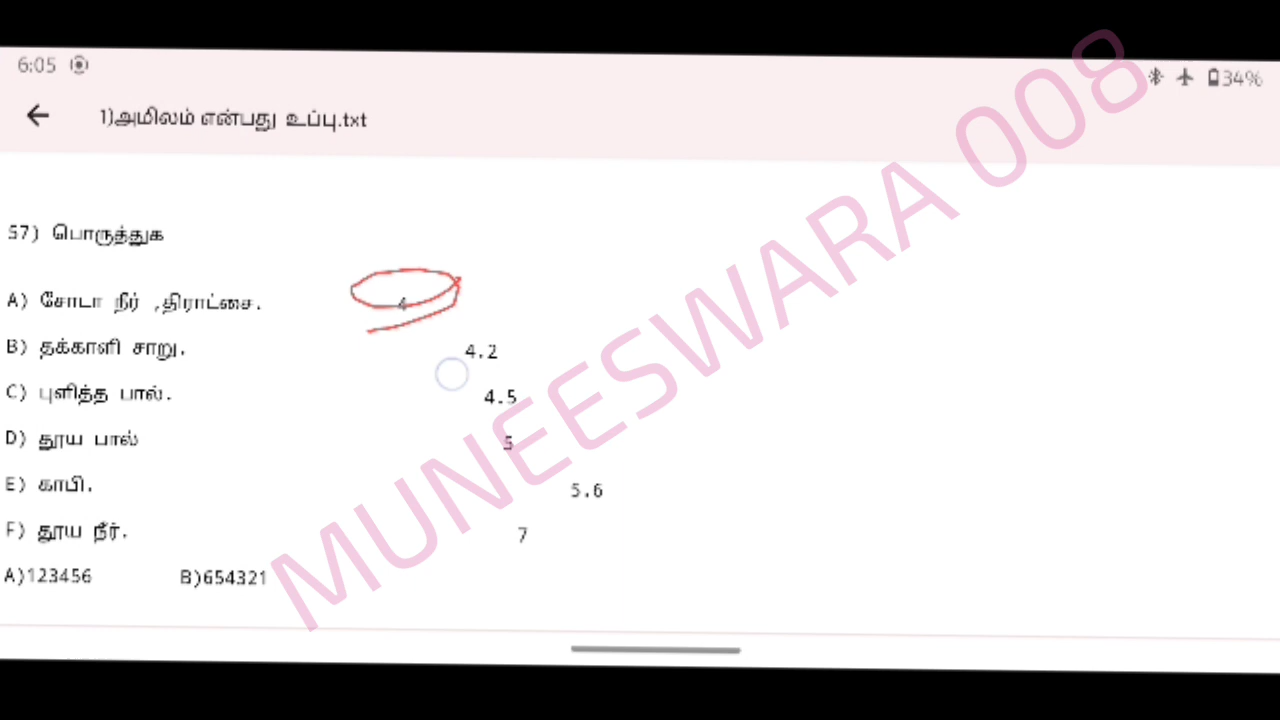 6:05 34%
1)அமிலம் என்பது உப்பு.txt
57) பொருத்துக
A) சோடா நீர் ,திராட்சை. 4
B) தக்காளி சாறு. 4.2
C) புளித்த பால். 4.5
D) தூய பால் 5
E) காபி. 5.6
F) தூய நீர். 7
A)123456 B)654321
MUNEESWARA 008